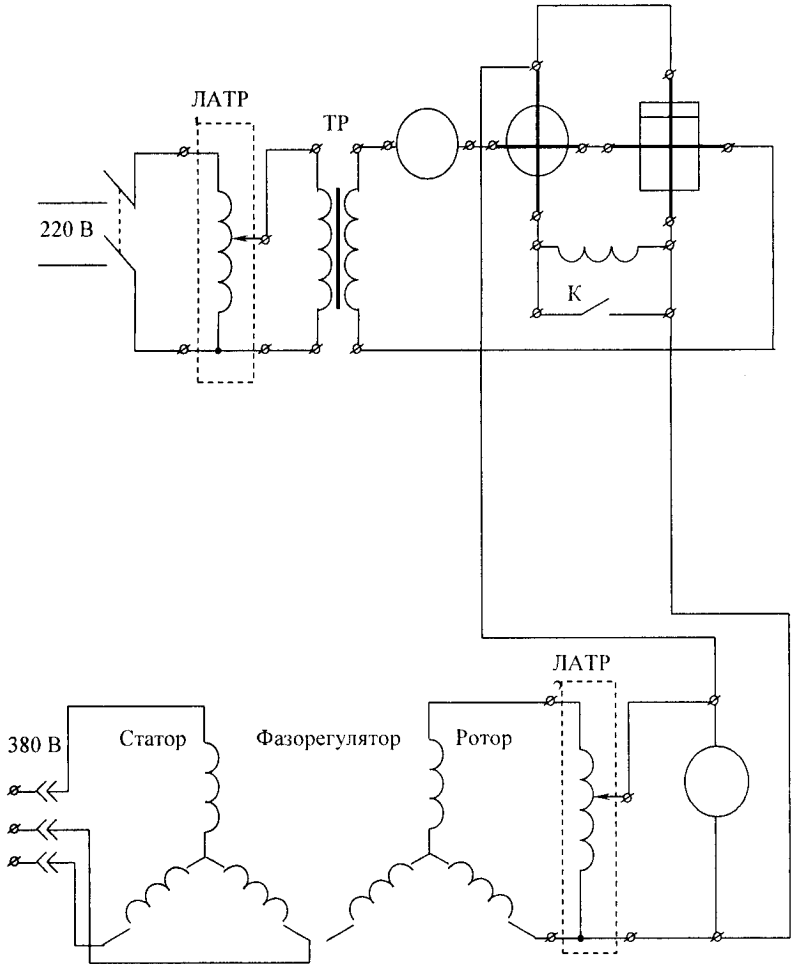 ЛАТР
ТР
220 В
К
ЛАТР
380 В
Статор
Фазорегулятор
Ротор